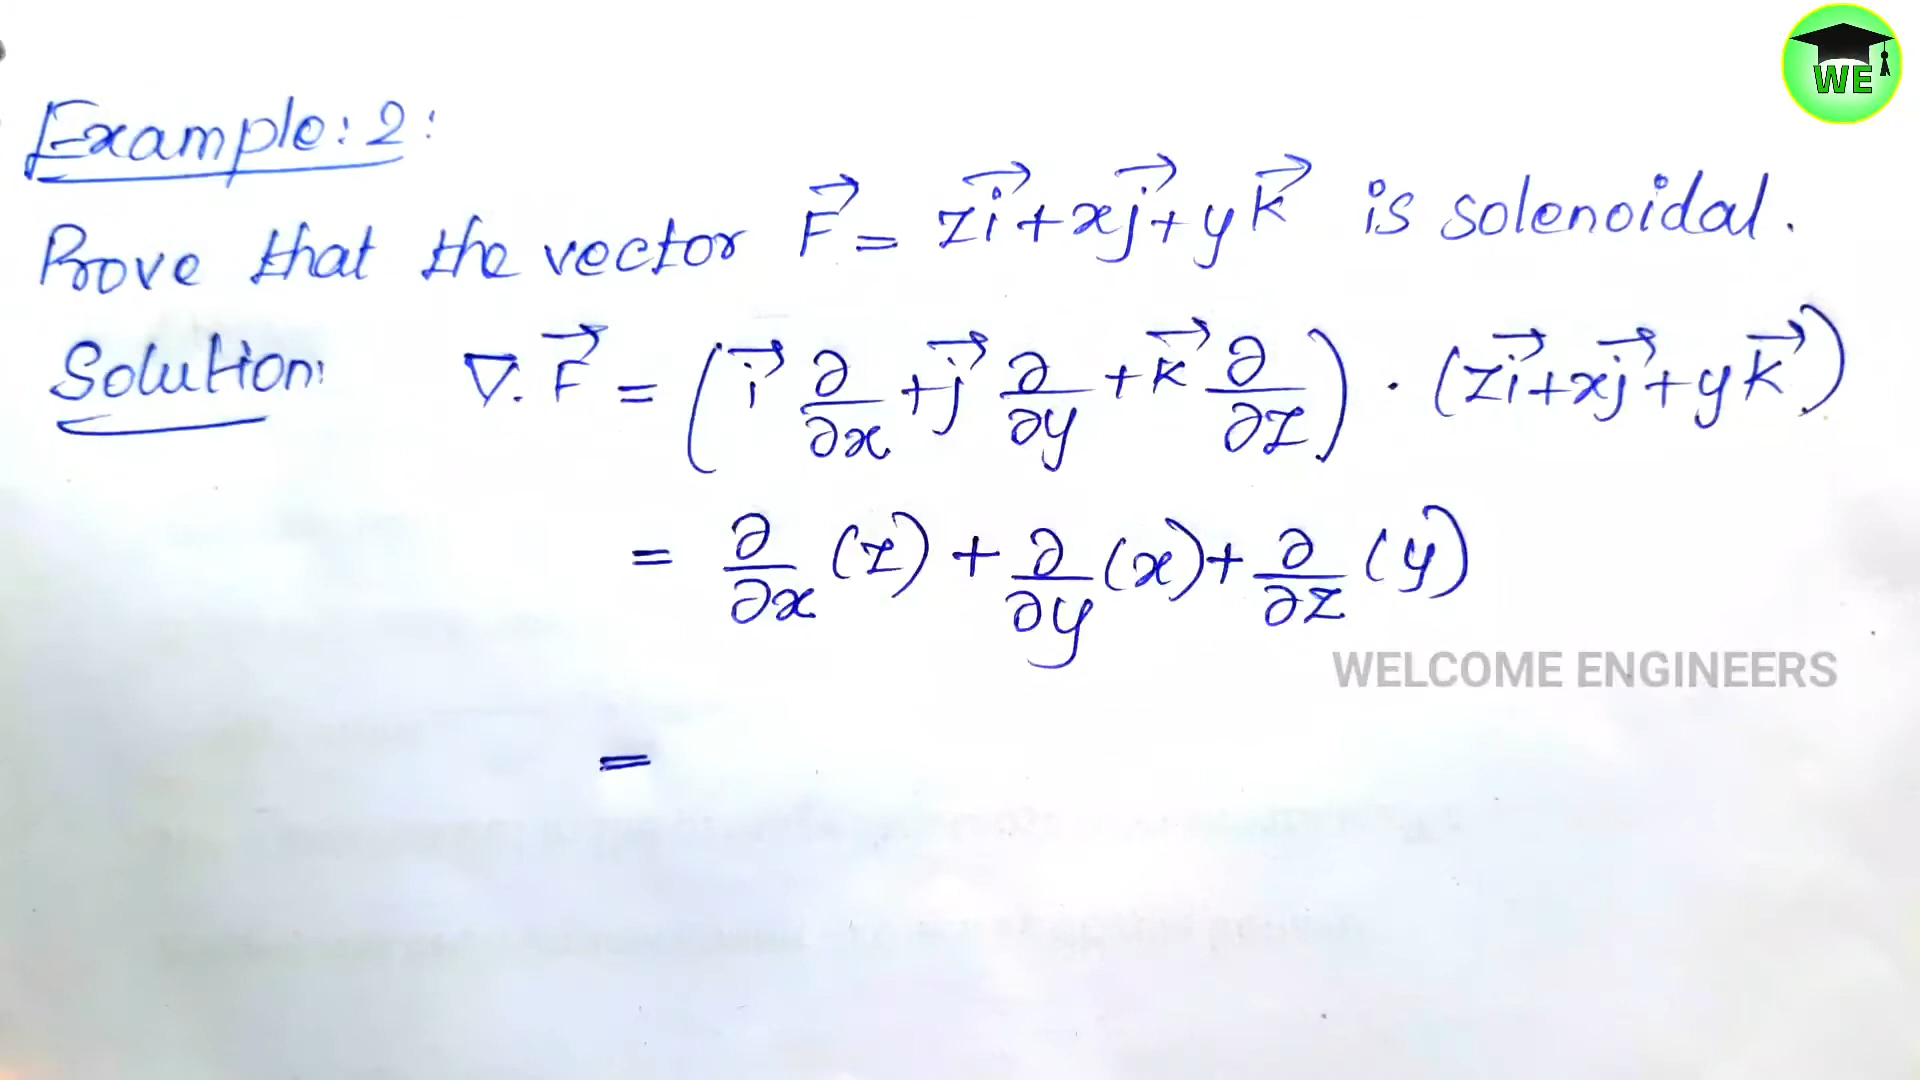 WE
Example: 2:
Prove that the vector F⃗ = zi⃗ + xj⃗ + yk⃗ is solenoidal.
Solution: ∇. F⃗ = (i⃗ ∂/∂x + j⃗ ∂/∂y + k⃗ ∂/∂z) . (zi⃗ + xj⃗ + yk⃗)
= ∂/∂x (z) + ∂/∂y (x) + ∂/∂z (y)
WELCOME ENGINEERS
=